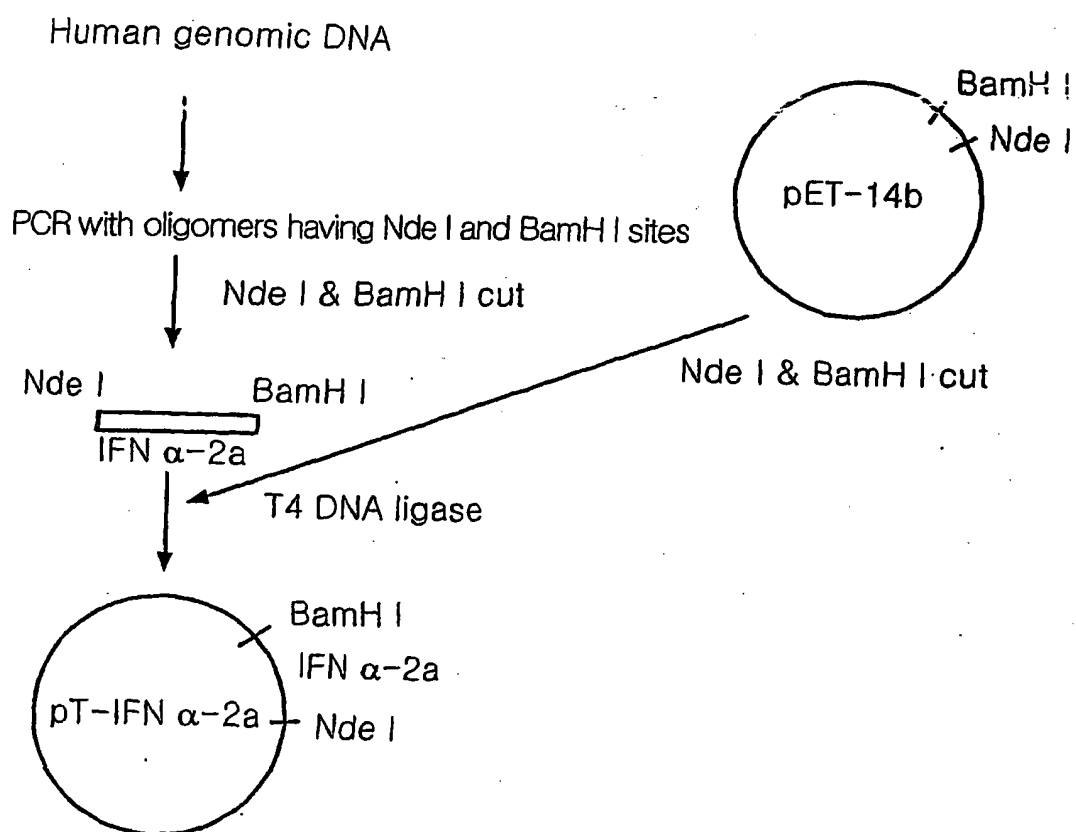 Human genomic DNA
BamH I
Nde I
pET-14b
PCR with oligomers having Nde I and BamH I sites
Nde I & BamH I cut
Nde I & BamH I cut
Nde I
BamH I
IFN α-2a
T4 DNA ligase
BamH I
IFN α-2a
pT-IFN α-2a
Nde I